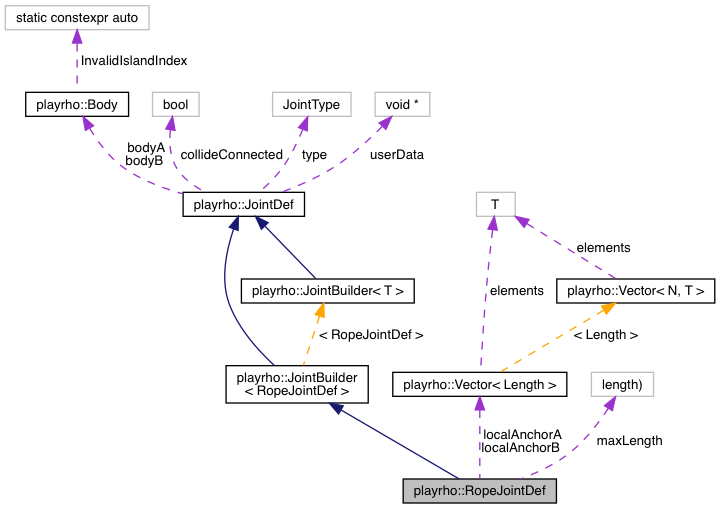 static constexpr auto
InvalidIslandIndex
playrho::Body
bool
JointType
void *
bodyA
bodyB
collideConnected
type
userData
playrho::JointDef
T
elements
playrho::JointBuilder< T >
elements
playrho::Vector< N, T >
< RopeJointDef >
< Length >
playrho::JointBuilder
< RopeJointDef >
playrho::Vector< Length >
length)
localAnchorA
localAnchorB
maxLength
playrho::RopeJointDef